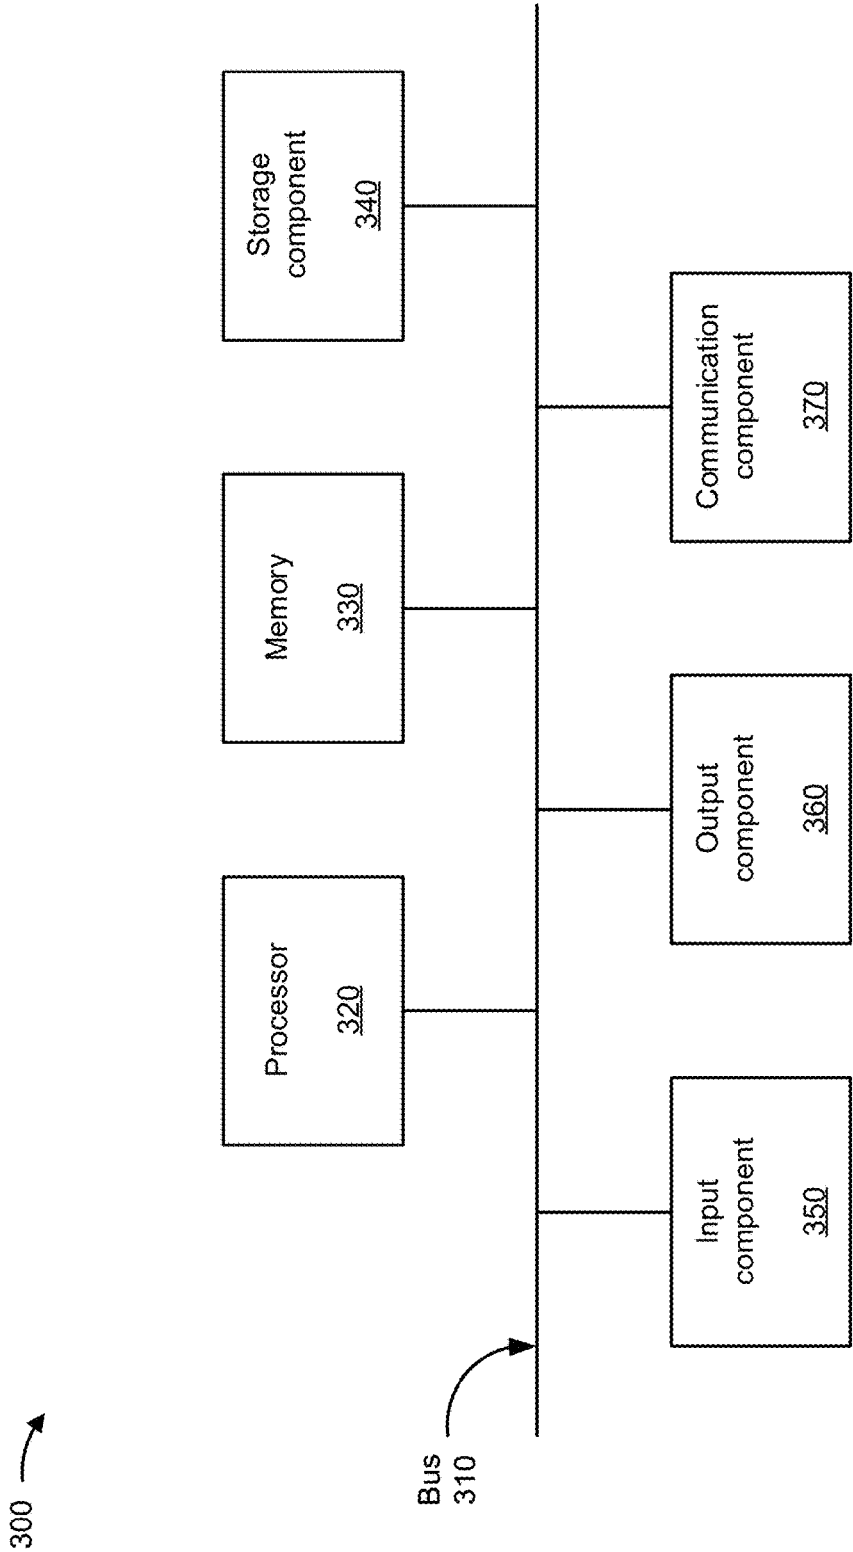 300
Bus
310
Processor
320
Memory
330
Storage
component
340
Input
component
350
Output
component
360
Communication
component
370